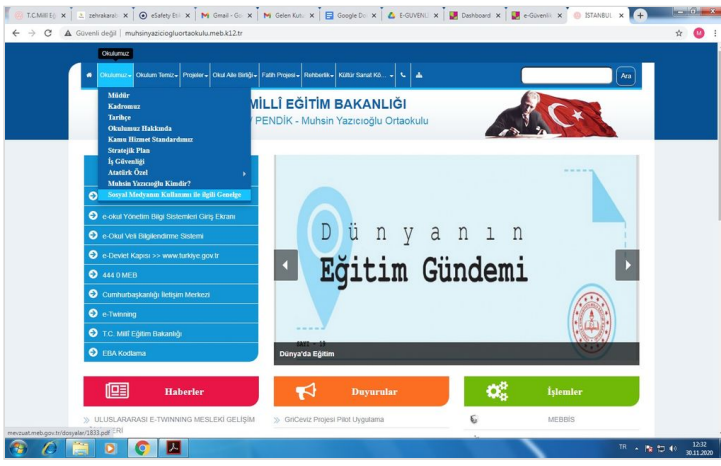 T.C.Millî Eğ
zehrakaral
eSafety
Gmail - Ge
Gelen Kutu
Google Do
E-GÜVENL
Dashboard
e-Güvenli
İSTANBUL
Güvenli değil | muhsinyaziciogluortaokulu.meb.k12.tr
Okulumuz
Okulumuz Okulum Temiz Projeler Okul Aile Birliği Fatih Projesi Rehberlik Kültür Sanat Kö... Ara
Müdür
Kadromuz
Tarihçe
Okulumuz Hakkında
Kamu Hizmet Standardımız
Stratejik Plan
İş Güvenliği
Atatürk Özel
Muhsin Yazıcıoğlu Kimdir?
Sosyal Medyanın Kullanımı ile ilgili Genelge
MİLLÎ EĞİTİM BAKANLIĞI
PENDİK - Muhsin Yazıcıoğlu Ortaokulu
e-okul Yönetim Bilgi Sistemleri Giriş Ekranı
e-Okul Veli Bilgilendirme Sistemi
e-Devlet Kapısı >> www.turkiye.gov.tr
444 0 MEB
Cumhurbaşkanlığı İletişim Merkezi
e-Twinning
T.C. Millî Eğitim Bakanlığı
EBA Kodlama
Dünyanın
Eğitim Gündemi
SAYI - 13
Dünya'da Eğitim
Haberler
Duyurular
İşlemler
ULUSLARARASI E-TWINNING MESLEKİ GELİŞİM
GriCeviz Projesi Pilot Uygulama
MEBBİS
mevzuat.meb.gov.tr/dosyalar/1833.pdf
TR
12:32
30.11.2020